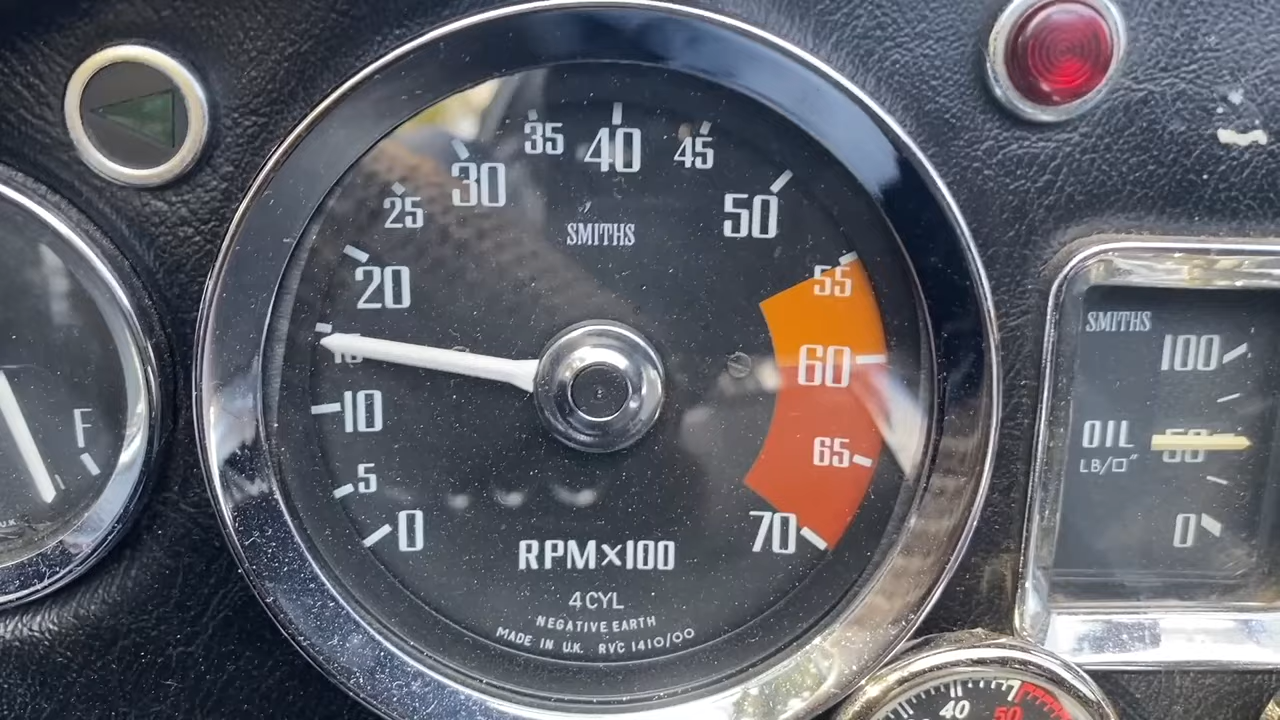 35
40
45
30
50
25
SMITHS
20
55
60
10
65
5
0
70
RPM×100
4 CYL
NEGATIVE EARTH
MADE IN U.K. RVC 1410/00
F
SMITHS
100
OIL
50
LB/□"
0
40
50